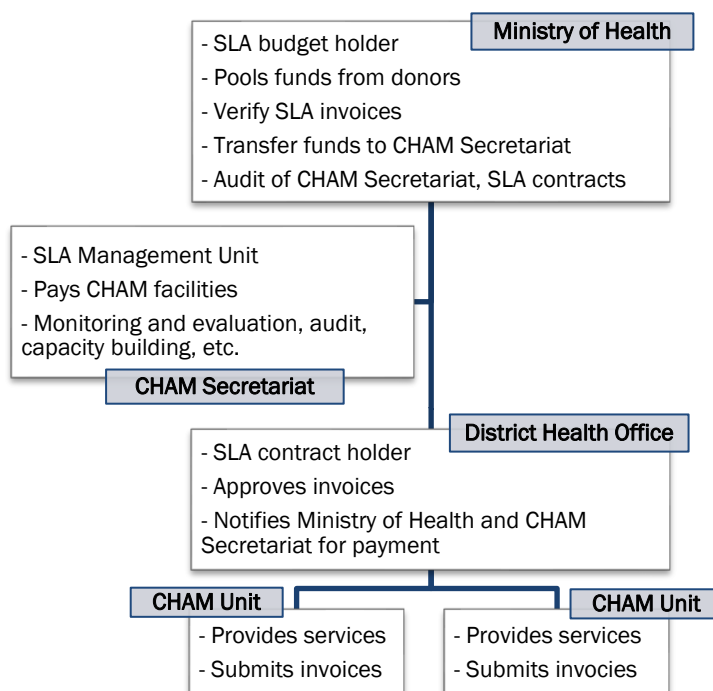 Ministry of Health
- SLA budget holder
- Pools funds from donors
- Verify SLA invoices
- Transfer funds to CHAM Secretariat
- Audit of CHAM Secretariat, SLA contracts
- SLA Management Unit
- Pays CHAM facilities
- Monitoring and evaluation, audit,
capacity building, etc.
CHAM Secretariat
District Health Office
- SLA contract holder
- Approves invoices
- Notifies Ministry of Health and CHAM
Secretariat for payment
CHAM Unit
- Provides services
- Submits invoices
CHAM Unit
- Provides services
- Submits invocies